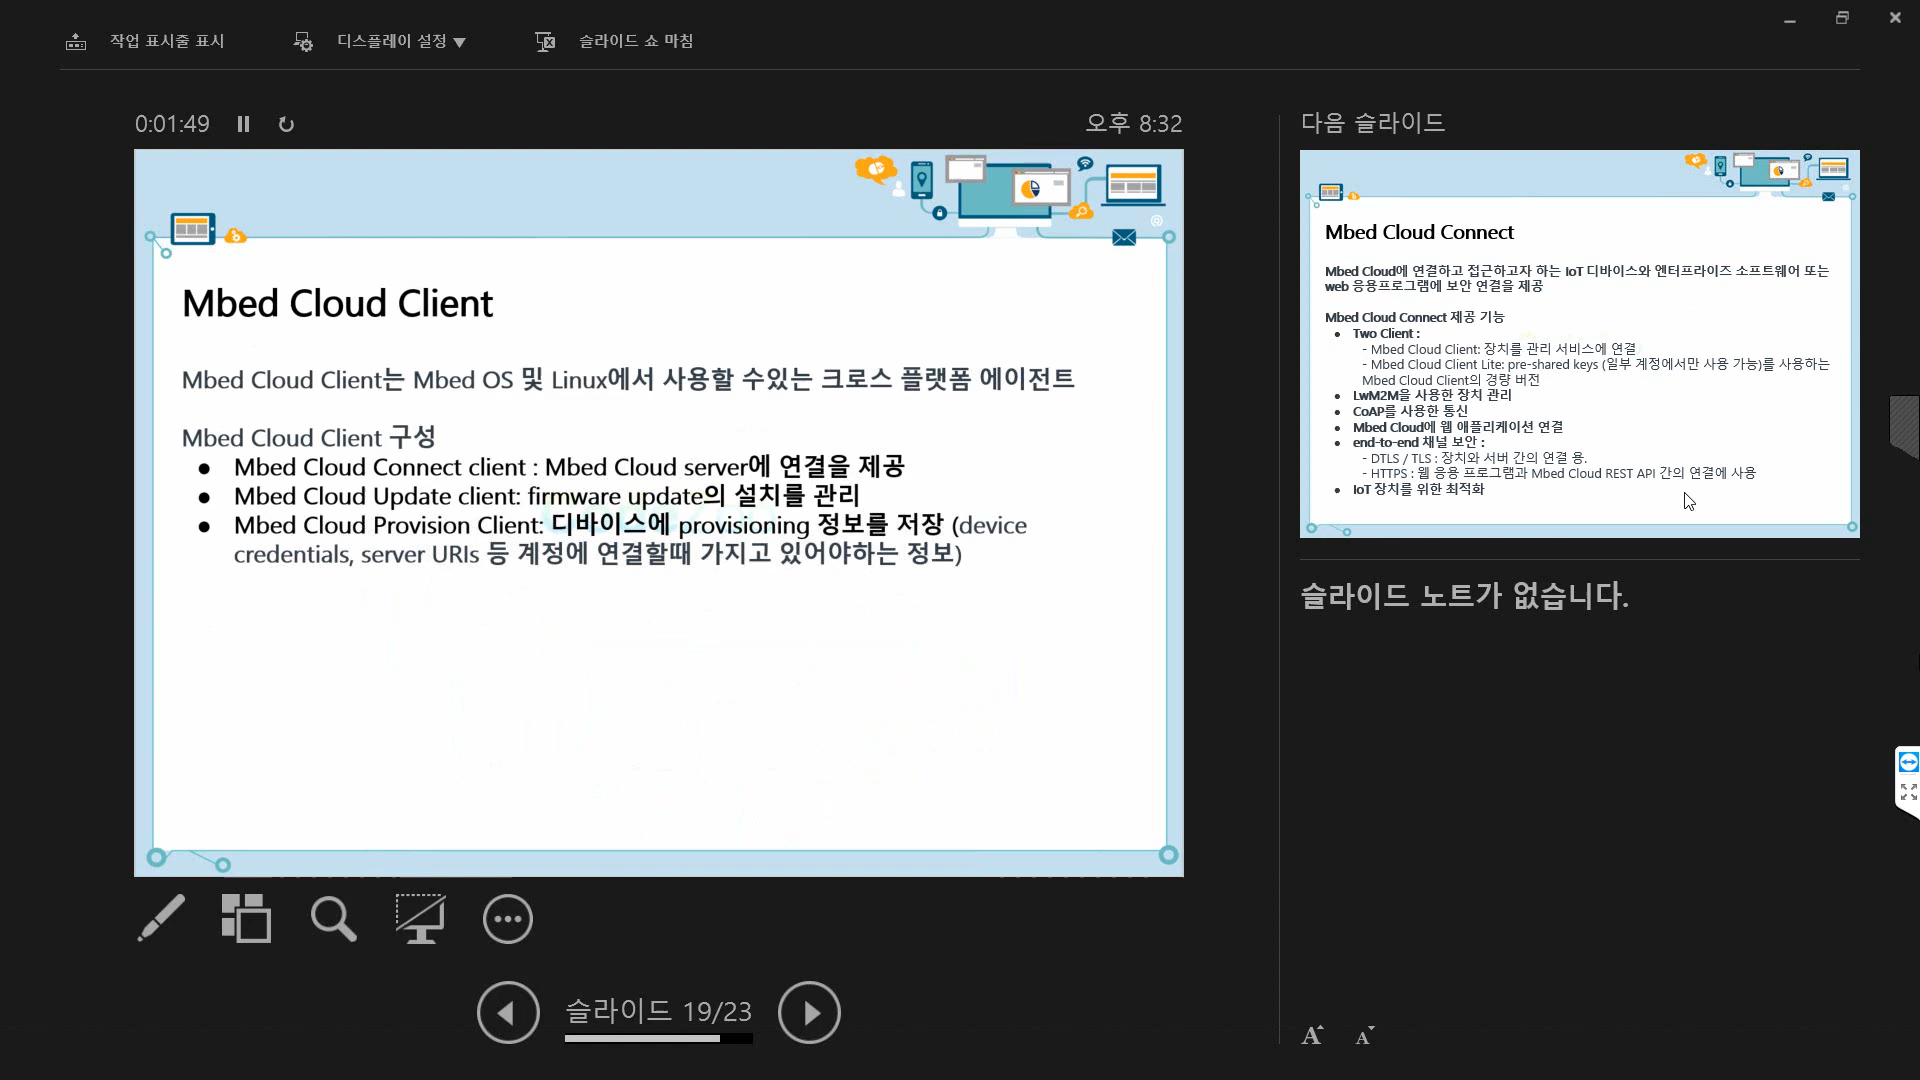 작업 표시줄 표시
디스플레이 설정 ▼
슬라이드 쇼 마침
0:01:49
오후 8:32
Mbed Cloud Client
Mbed Cloud Client는 Mbed OS 및 Linux에서 사용할 수있는 크로스 플랫폼 에이전트
Mbed Cloud Client 구성
● Mbed Cloud Connect client : Mbed Cloud server에 연결을 제공
● Mbed Cloud Update client: firmware update의 설치를 관리
● Mbed Cloud Provision Client: 디바이스에 provisioning 정보를 저장 (device
credentials, server URIs 등 계정에 연결할때 가지고 있어야하는 정보)
슬라이드 19/23
다음 슬라이드
Mbed Cloud Connect
Mbed Cloud에 연결하고 접근하고자 하는 IoT 디바이스와 엔터프라이즈 소프트웨어 또는
web 응용프로그램에 보안 연결을 제공
Mbed Cloud Connect 제공 기능
● Two Client :
- Mbed Cloud Client: 장치를 관리 서비스에 연결
- Mbed Cloud Client Lite: pre-shared keys (일부 계정에서만 사용 가능)를 사용하는
Mbed Cloud Client의 경량 버전
● LwM2M을 사용한 장치 관리
● CoAP를 사용한 통신
● Mbed Cloud에 웹 애플리케이션 연결
● end-to-end 채널 보안 :
- DTLS / TLS : 장치와 서버 간의 연결 용.
- HTTPS : 웹 응용 프로그램과 Mbed Cloud REST API 간의 연결에 사용
● IoT 장치를 위한 최적화
슬라이드 노트가 없습니다.
A A